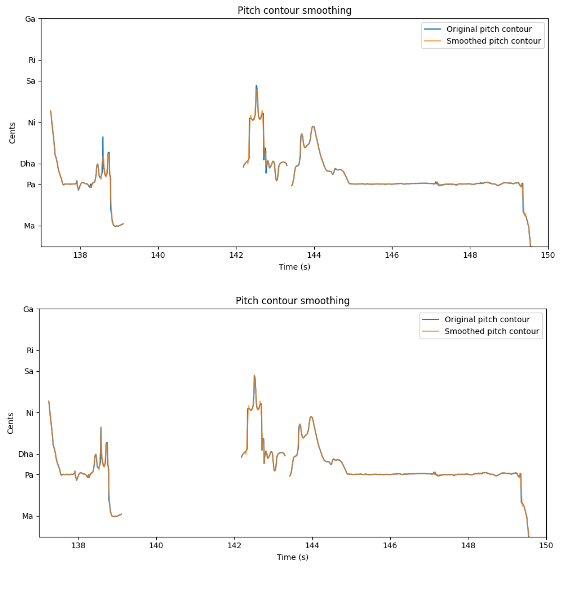 Pitch contour smoothing
Original pitch contour
Smoothed pitch contour
Ga
Ri
Sa
Ni
Dha
Pa
Ma
Cents
138 140 142 144 146 148 150
Time (s)
Pitch contour smoothing
Original pitch contour
Smoothed pitch contour
Ga
Ri
Sa
Ni
Dha
Pa
Ma
Cents
138 140 142 144 146 148 150
Time (s)